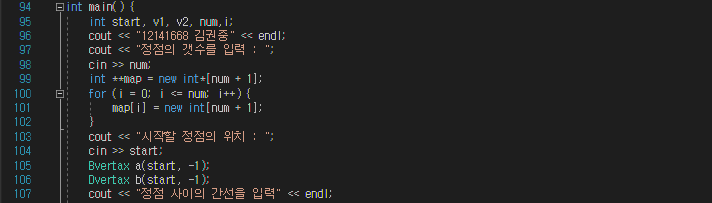 94 int main() {
95 int start, v1, v2, num,i;
96 cout << "12141668 김권중" << endl;
97 cout << "정점의 갯수를 입력 : ";
98 cin >> num;
99 int **map = new int*[num + 1];
100 for (i = 0; i <= num; i++) {
101 map[i] = new int[num + 1];
102 }
103 cout << "시작할 정점의 위치 : ";
104 cin >> start;
105 Bvertax a(start, -1);
106 Dvertax b(start, -1);
107 cout << "정점 사이의 간선을 입력" << endl;